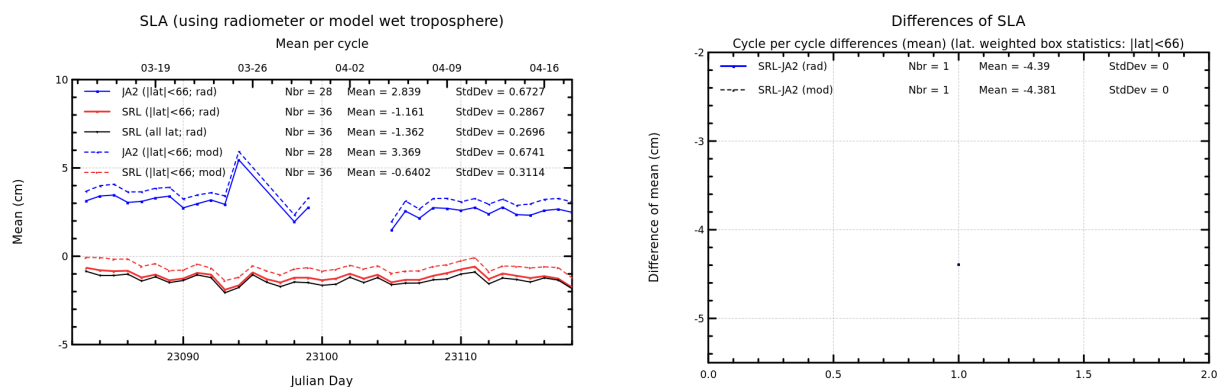 SLA (using radiometer or model wet troposphere)
Mean per cycle
03-19 03-26 04-02 04-09 04-16
JA2 (|lat|<66; rad) Nbr = 28 Mean = 2.839 StdDev = 0.6727
SRL (|lat|<66; rad) Nbr = 36 Mean = -1.161 StdDev = 0.2867
SRL (all lat; rad) Nbr = 36 Mean = -1.362 StdDev = 0.2696
JA2 (|lat|<66; mod) Nbr = 28 Mean = 3.369 StdDev = 0.6741
SRL (|lat|<66; mod) Nbr = 36 Mean = -0.6402 StdDev = 0.3114
10
5
0
-5
Mean (cm)
23090 23100 23110
Julian Day
Differences of SLA
Cycle per cycle differences (mean) (lat. weighted box statistics: |lat|<66)
SRL-JA2 (rad) Nbr = 1 Mean = -4.39 StdDev = 0
SRL-JA2 (mod) Nbr = 1 Mean = -4.381 StdDev = 0
-2
-3
-4
-5
Difference of mean (cm)
0.0 0.5 1.0 1.5 2.0